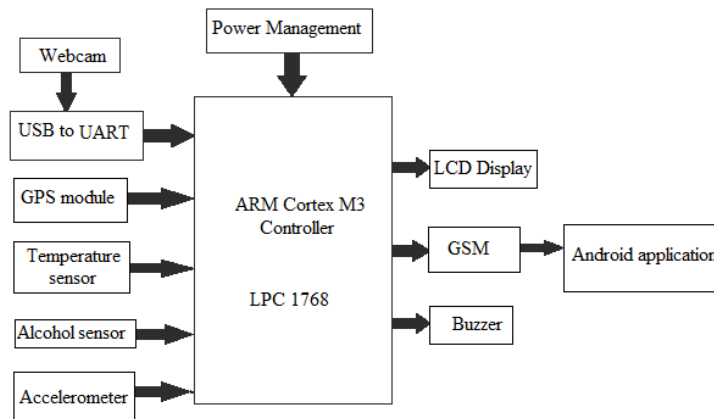 Power Management
Webcam
USB to UART
GPS module
Temperature
sensor
Alcohol sensor
Accelerometer
ARM Cortex M3
Controller
LPC 1768
LCD Display
GSM
Buzzer
Android application